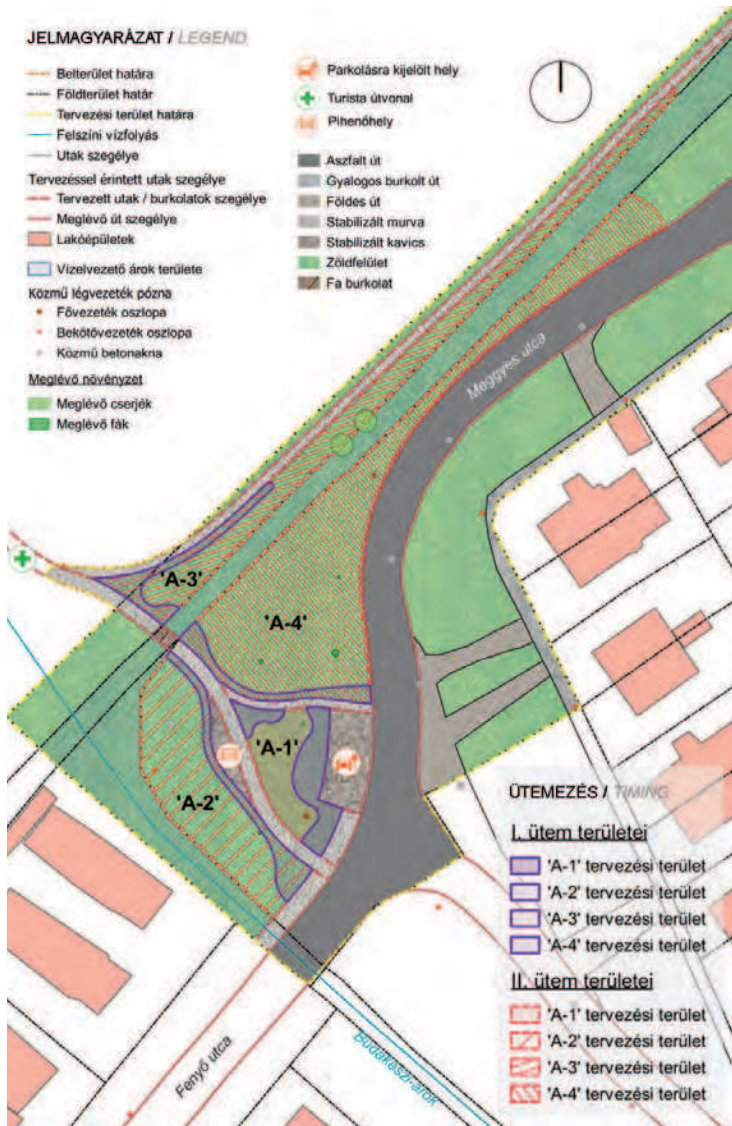 JELMAGYARÁZAT / LEGEND
Belterület határa
Földterület határ
Tervezési terület határa
Felszíni vízfolyás
Utak szegélye
Tervezéssel érintett utak szegélye
Tervezett utak / burkolatok szegélye
Meglévő út szegélye
Lakóépületek
Vízelvezető árok területe
Közmű légvezeték pózna
Fővezeték oszlopa
Bekötővezeték oszlopa
Közmű betonakna
Meglévő növényzet
Meglévő cserjék
Meglévő fák
Parkolásra kijelölt hely
Turista útvonal
Pihenőhely
Aszfalt út
Gyalogos burkolt út
Földes út
Stabilizált murva
Stabilizált kavics
Zöldfelület
Fa burkolat
Meggyes utca
'A-3'
'A-4'
'A-1'
'A-2'
Fenyő utca
Budakeszi-árok
ÜTEMEZÉS / TIMING
I. ütem területei
'A-1' tervezési terület
'A-2' tervezési terület
'A-3' tervezési terület
'A-4' tervezési terület
II. ütem területei
'A-1' tervezési terület
'A-2' tervezési terület
'A-3' tervezési terület
'A-4' tervezési terület